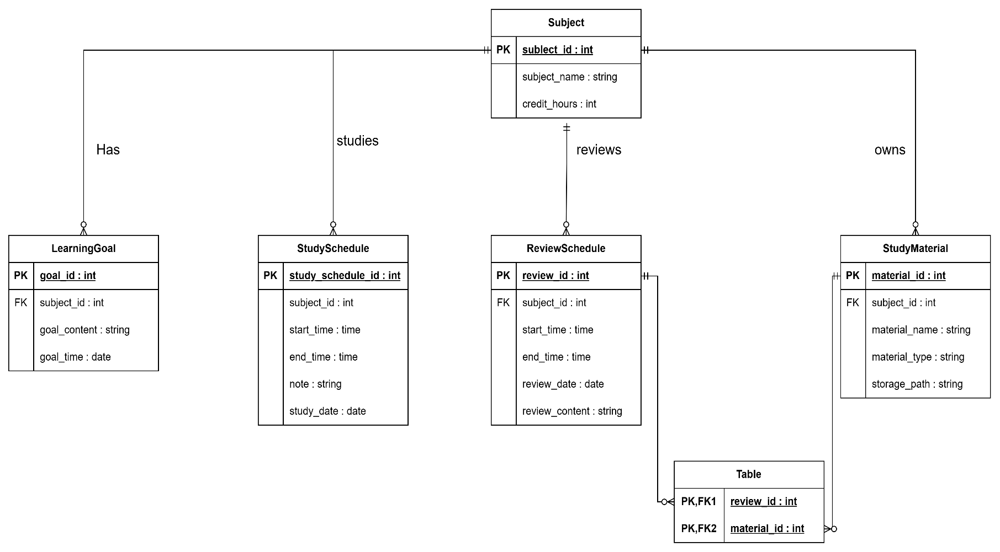 Subject
PK sublect_id : int
subject_name : string
credit_hours : int
Has
studies
reviews
owns
LearningGoal
PK goal_id : int
FK subject_id : int
goal_content : string
goal_time : date
StudySchedule
PK study_schedule_id : int
subject_id : int
start_time : time
end_time : time
note : string
study_date : date
ReviewSchedule
PK review_id : int
FK subject_id : int
start_time : time
end_time : time
review_date : date
review_content : string
StudyMaterial
PK material_id : int
FK subject_id : int
material_name : string
material_type : string
storage_path : string
Table
PK,FK1 review_id : int
PK,FK2 material_id : int